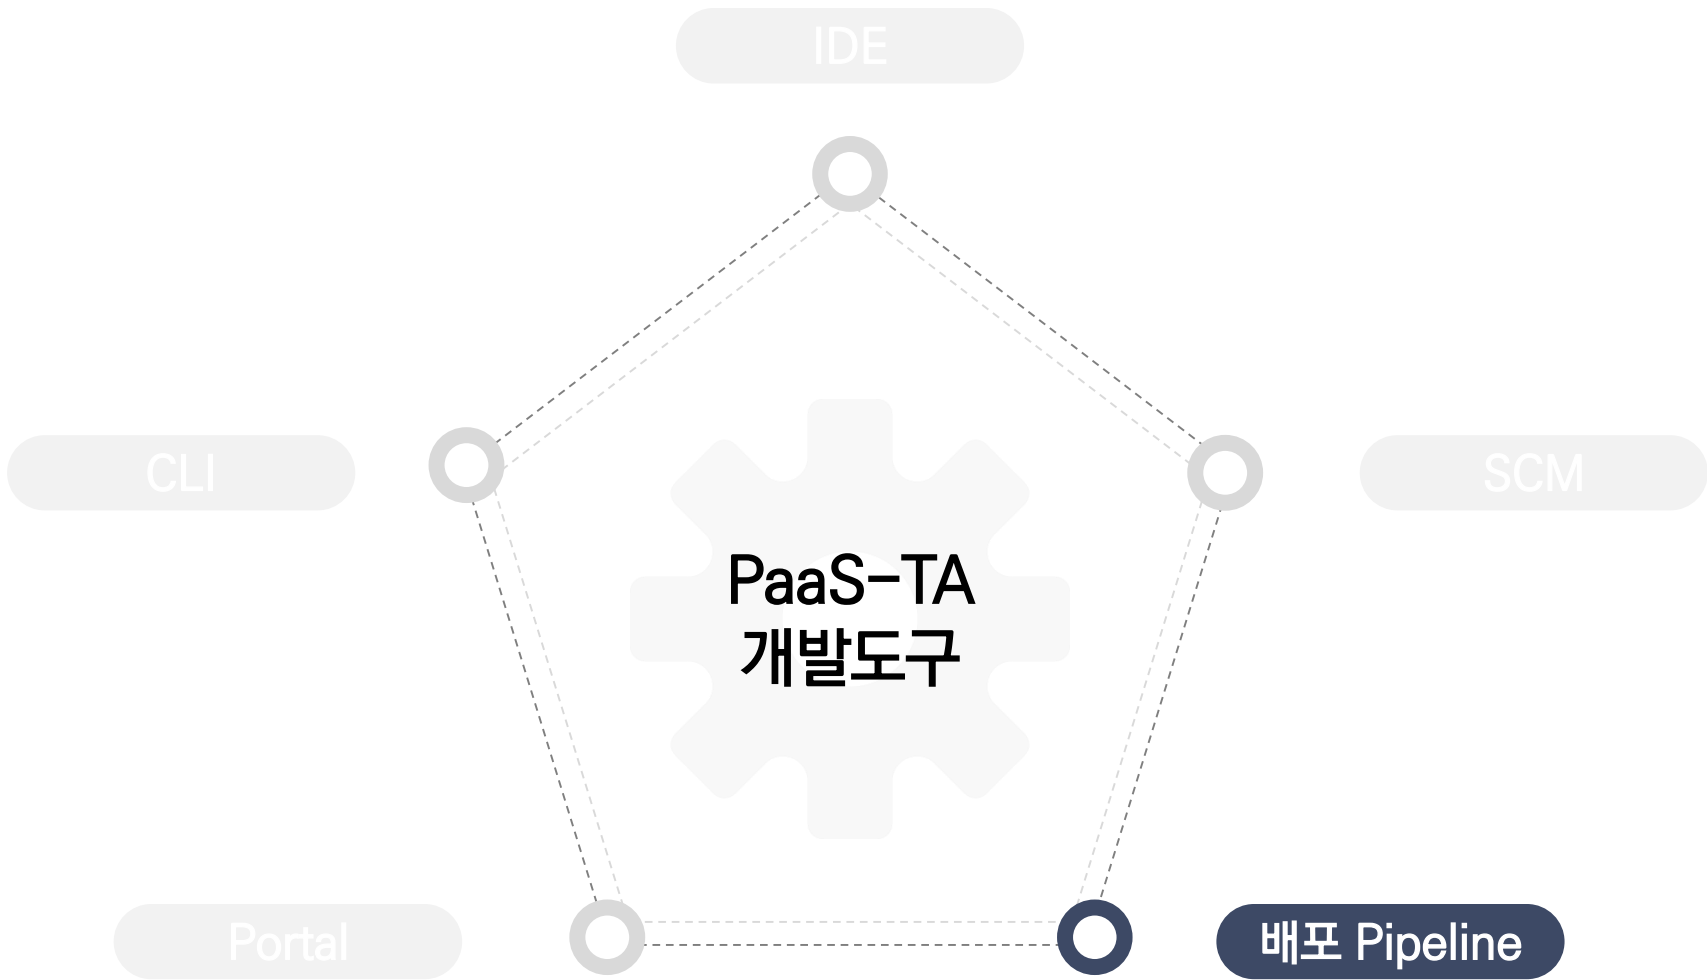 IDE
CLI
SCM
PaaS-TA
개발도구
Portal
배포 Pipeline